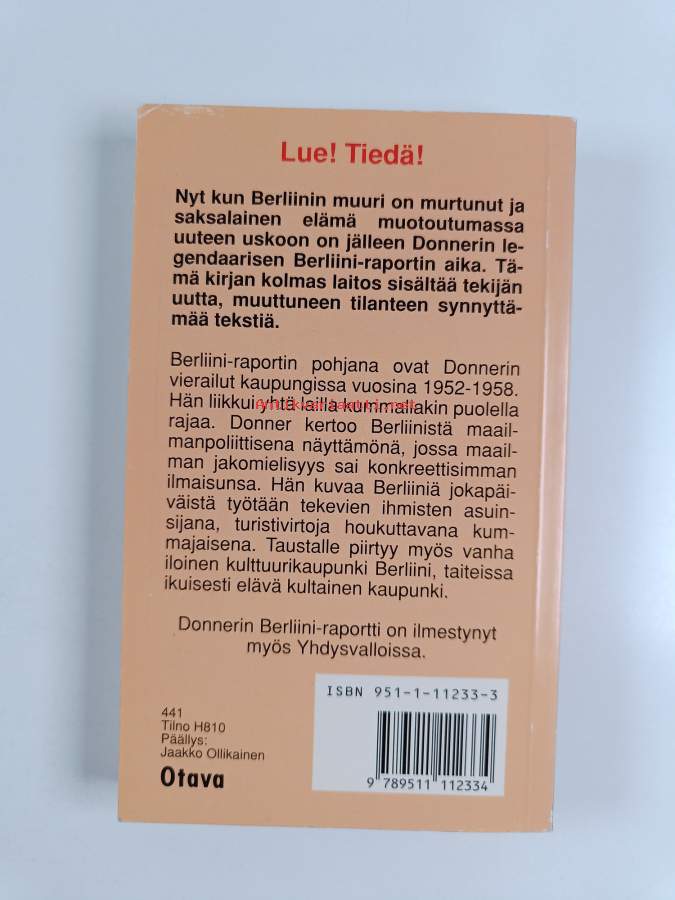 Lue! Tiedä!
Nyt kun Berliinin muuri on murtunut ja
saksalainen elämä muotoutumassa
uuteen uskoon on jälleen Donnerin le-
gendaarisen Berliini-raportin aika. Tä-
mä kirjan kolmas laitos sisältää tekijän
uutta, muuttuneen tilanteen synnyttä-
mää tekstiä.
Berliini-raportin pohjana ovat Donnerin
vierailut kaupungissa vuosina 1952-1958.
Hän liikkui yhtä lailla kummallakin puolella
Antikvariaatti.net
rajaa. Donner kertoo Berliinistä maail-
manpoliittisena näyttämönä, jossa maail-
man jakomielisyys sai konkreettisimman
ilmaisunsa. Hän kuvaa Berliiniä jokapäi-
väistä työtään tekevien ihmisten asuin-
sijana, turistivirtoja houkuttavana kum-
majaisena. Taustalle piirtyy myös vanha
iloinen kulttuurikaupunki Berliini, taiteissa
ikuisesti elävä kultainen kaupunki.
Donnerin Berliini-raportti on ilmestynyt
myös Yhdysvalloissa.
441
Tilno H810
Päällys:
Jaakko Ollikainen
Otava
ISBN 951-1-11233-3
9 789511 112334